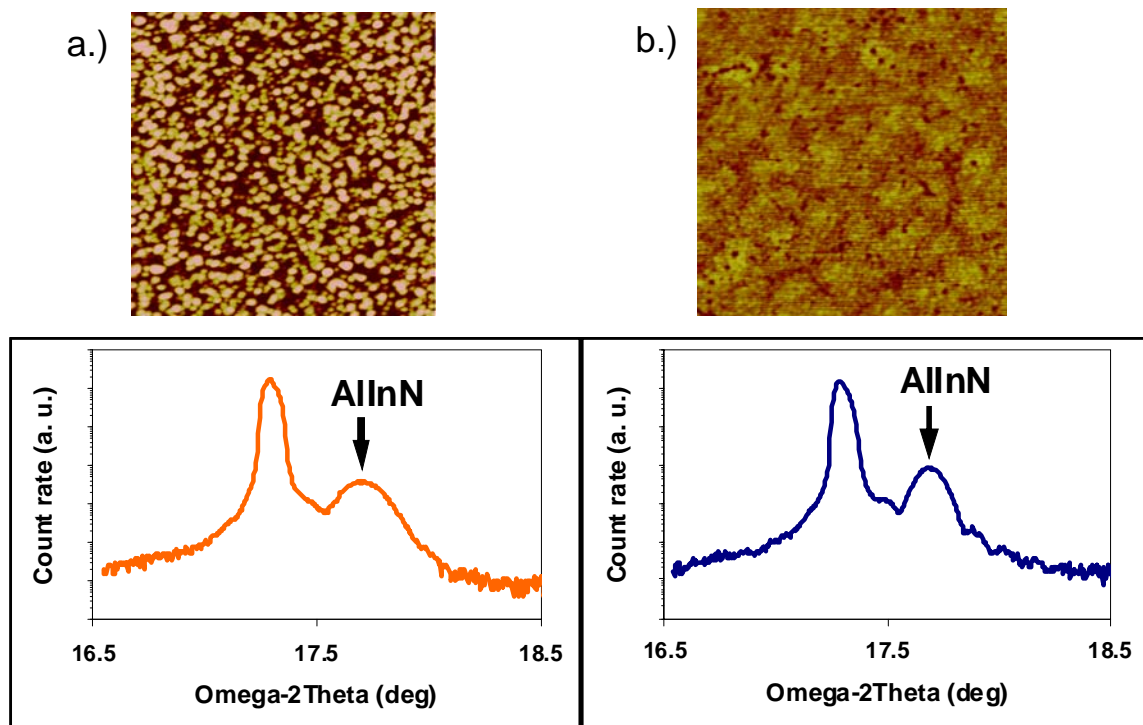 a.)
b.)
AlInN
Count rate (a. u.)
16.5
17.5
18.5
Omega-2Theta (deg)
AlInN
Count rate (a. u.)
16.5
17.5
18.5
Omega-2Theta (deg)